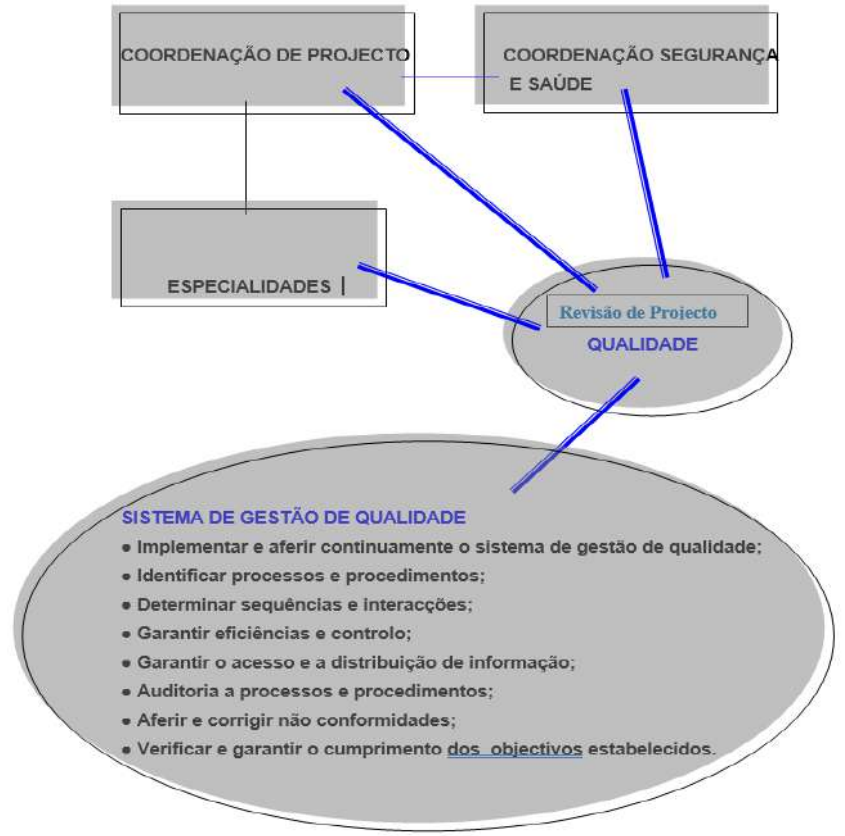 COORDENAÇÃO DE PROJECTO
COORDENAÇÃO SEGURANÇA
E SAÚDE
ESPECIALIDADES
Revisão de Projecto
QUALIDADE
SISTEMA DE GESTÃO DE QUALIDADE
• Implementar e aferir continuamente o sistema de gestão de qualidade;
• Identificar processos e procedimentos;
• Determinar sequências e interacções;
• Garantir eficiências e controlo;
• Garantir o acesso e a distribuição de informação;
• Auditoria a processos e procedimentos;
• Aferir e corrigir não conformidades;
• Verificar e garantir o cumprimento dos objectivos estabelecidos.